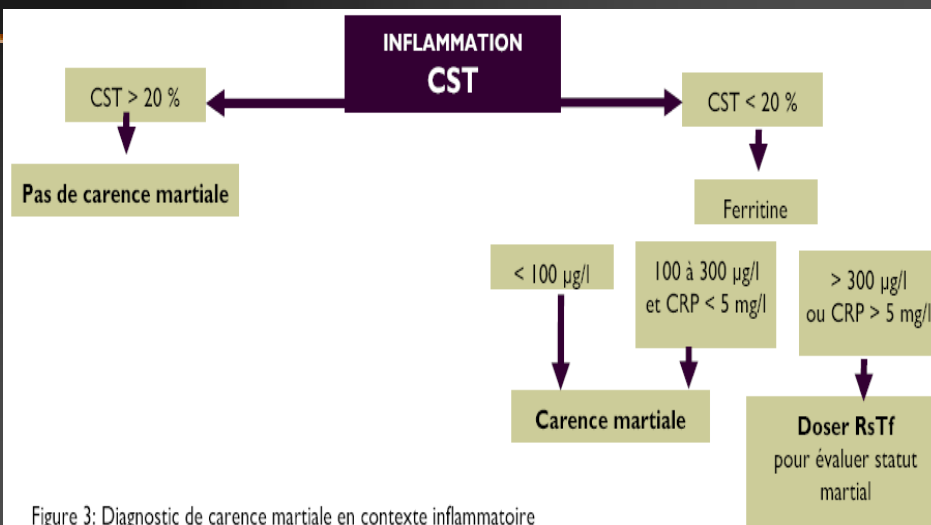 INFLAMMATION
CST
CST > 20 %
CST < 20 %
Pas de carence martiale
Ferritine
< 100 µg/l
100 à 300 µg/l
et CRP < 5 mg/l
> 300 µg/l
ou CRP > 5 mg/l
Carence martiale
Doser RsTf
pour évaluer statut
martial
Figure 3: Diagnostic de carence martiale en contexte inflammatoire